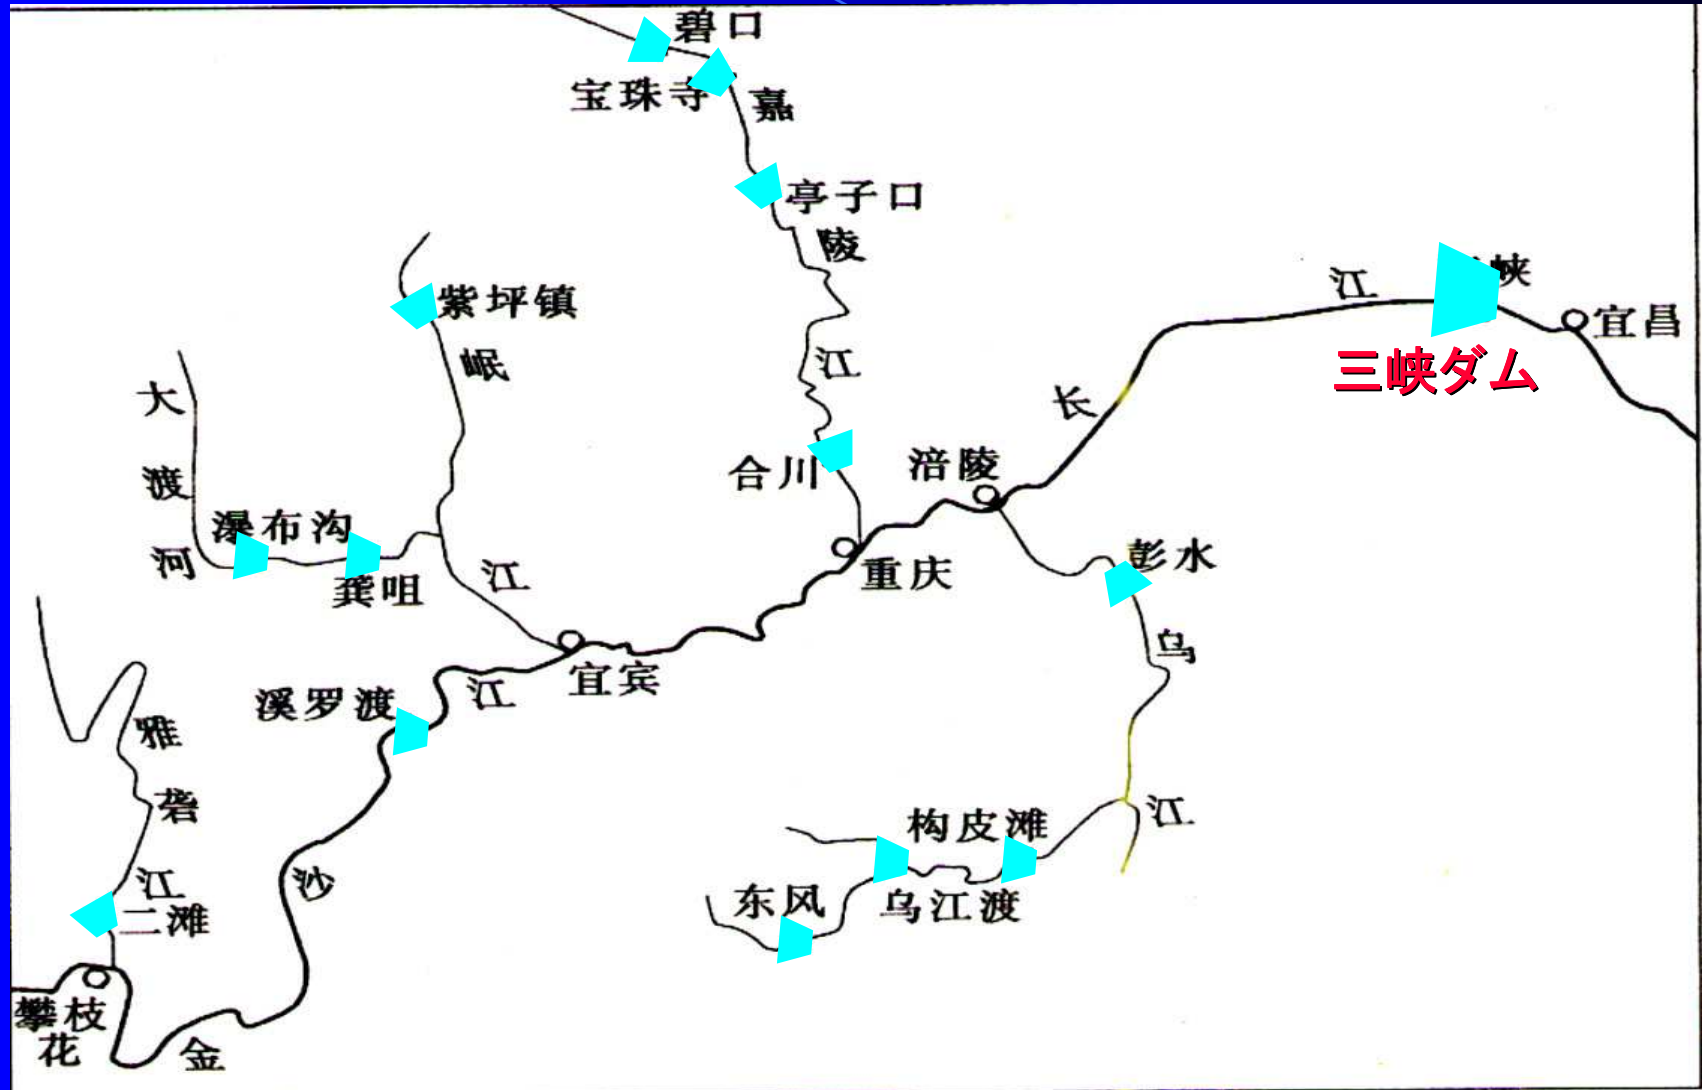 碧口
宝珠寺
嘉
亭子口
陵
江
合川
紫坪镇
岷
江
大
渡
河
瀑布沟
龚咀
江
峡
宜昌
三峡ダム
长
涪陵
重庆
彭水
乌
江
宜宾
江
溪罗渡
雅
砻
江
二滩
沙
金
攀枝
花
构皮滩
乌江渡
东风